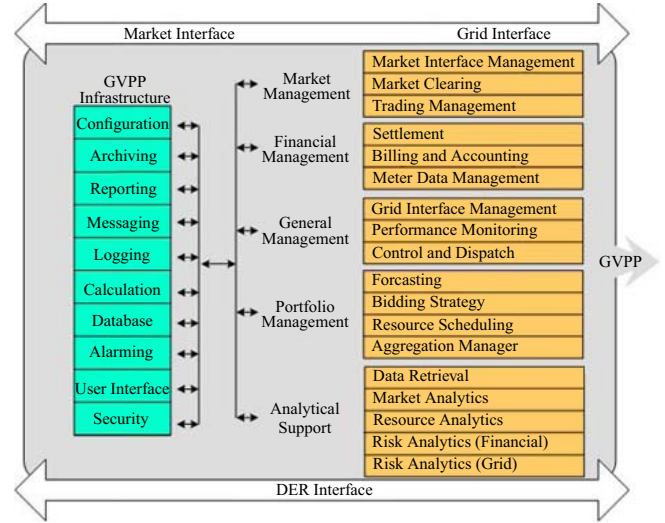 Market Interface
Grid Interface
GVPP
Infrastructure
Configuration
Archiving
Reporting
Messaging
Logging
Calculation
Database
Alarming
User Interface
Security
Market
Management
Market Interface Management
Market Clearing
Trading Management
Financial
Management
Settlement
Billing and Accounting
Meter Data Management
General
Management
Grid Interface Management
Performance Monitoring
Control and Dispatch
Portfolio
Management
Forcasting
Bidding Strategy
Resource Scheduling
Aggregation Manager
Analytical
Support
Data Retrieval
Market Analytics
Resource Analytics
Risk Analytics (Financial)
Risk Analytics (Grid)
GVPP
DER Interface